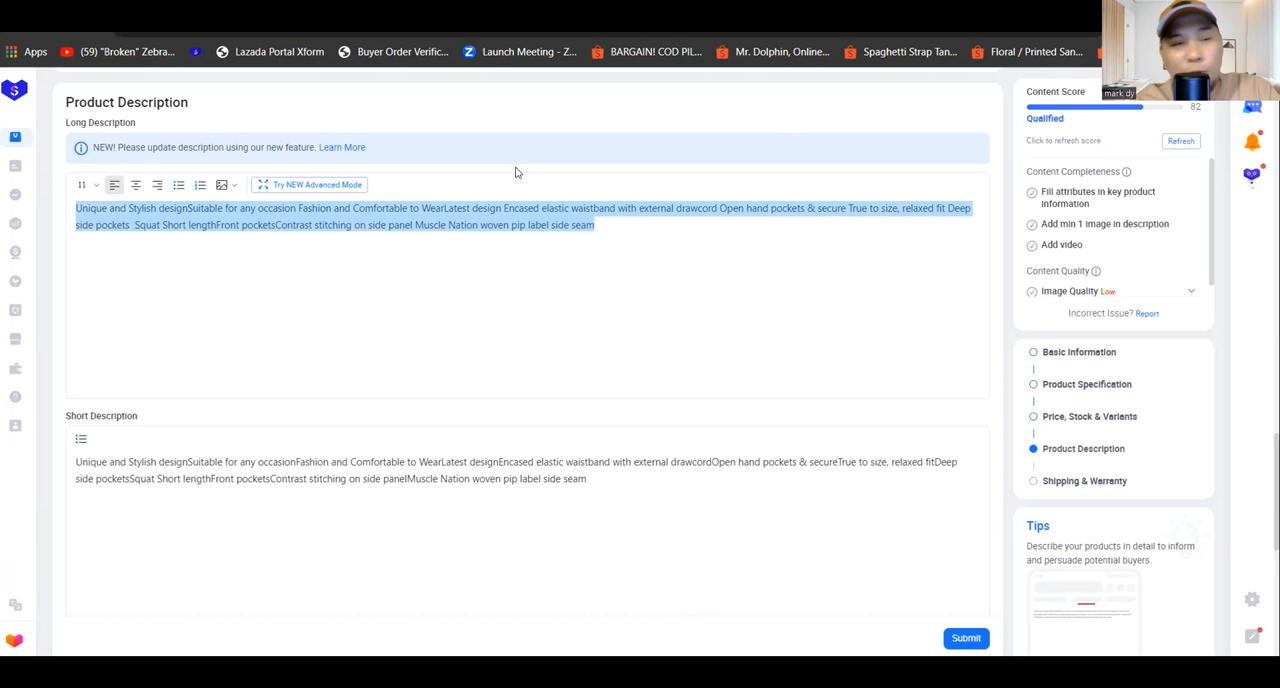 Apps
(59) "Broken" Zebra...
Lazada Portal Xform
Buyer Order Verific...
Launch Meeting - Z...
BARGAIN! COD PIL...
Mr. Dolphin, Online...
Spaghetti Strap Tan...
Floral / Printed San...
mark dy
Product Description
Long Description
NEW! Please update description using our new feature. Learn More
11
Try NEW Advanced Mode
Unique and Stylish designSuitable for any occasion Fashion and Comfortable to WearLatest design Encased elastic waistband with external drawcord Open hand pockets & secure True to size, relaxed fit Deep
side pockets  Squat Short lengthFront pocketsContrast stitching on side panel Muscle Nation woven pip label side seam
Short Description
Unique and Stylish designSuitable for any occasionFashion and Comfortable to WearLatest designEncased elastic waistband with external drawcordOpen hand pockets & secureTrue to size, relaxed fitDeep
side pocketsSquat Short lengthFront pocketsContrast stitching on side panelMuscle Nation woven pip label side seam
Submit
Content Score
82
Qualified
Click to refresh score
Refresh
Content Completeness
Fill attributes in key product
information
Add min 1 image in description
Add video
Content Quality
Image Quality Low
Incorrect Issue? Report
Basic Information
Product Specification
Price, Stock & Variants
Product Description
Shipping & Warranty
Tips
Describe your products in detail to inform
and persuade potential buyers.